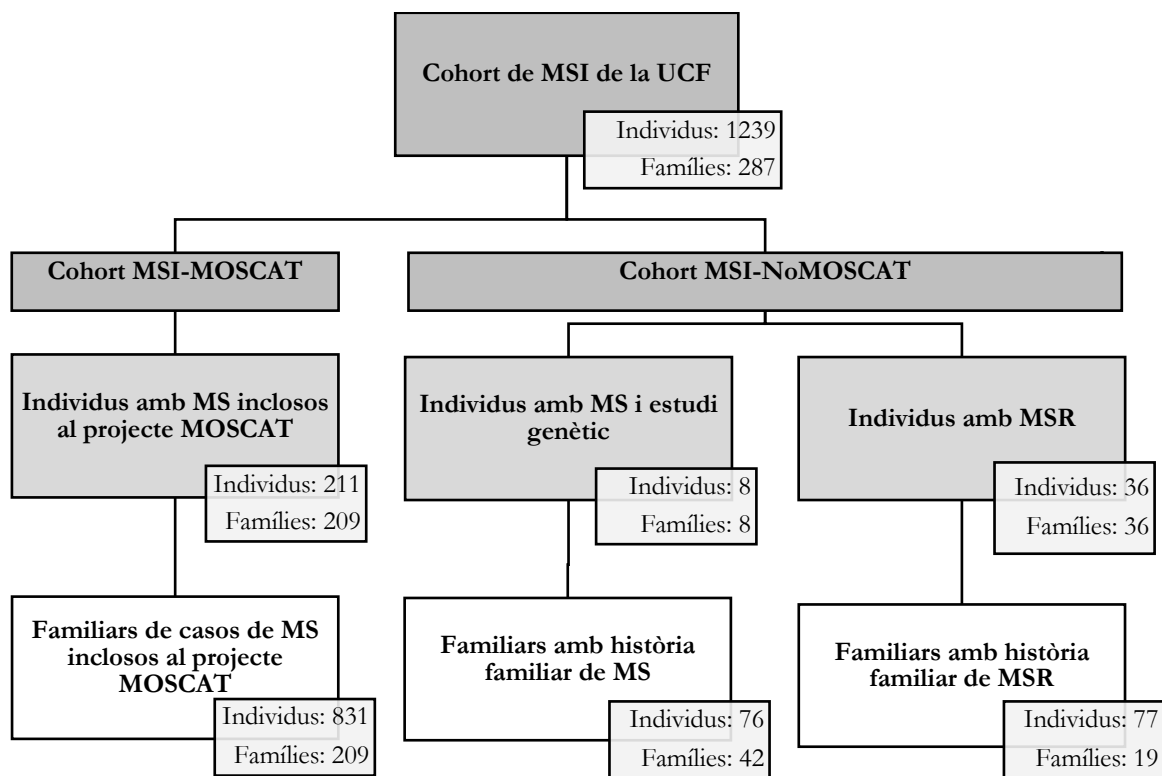 Cohort de MSI de la UCF
Individus: 1239
Famílies: 287
Cohort MSI-MOSCAT
Cohort MSI-NoMOSCAT
Individus amb MS inclosos
al projecte MOSCAT
Individus: 211
Famílies: 209
Individus amb MS i estudi
genètic
Individus: 8
Famílies: 8
Individus amb MSR
Individus: 36
Famílies: 36
Familiars de casos de MS
inclosos al projecte
MOSCAT
Individus: 831
Famílies: 209
Familiars amb història
familiar de MS
Individus: 76
Famílies: 42
Familiars amb història
familiar de MSR
Individus: 77
Famílies: 19